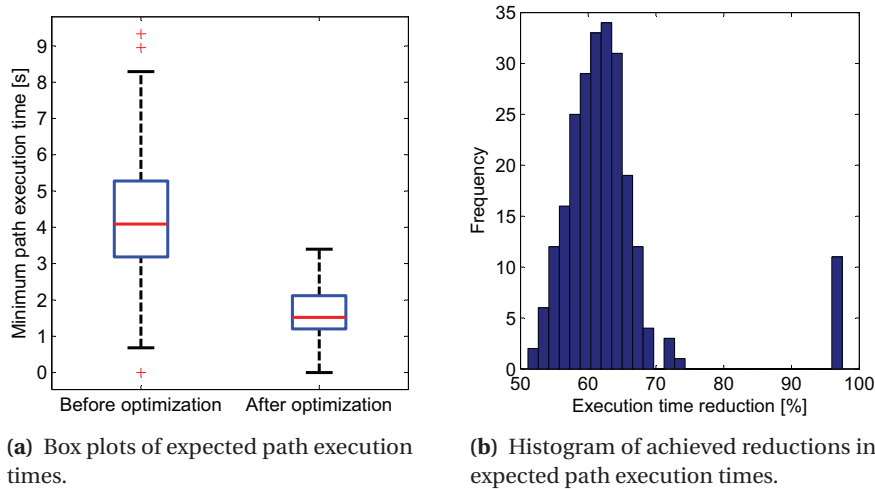 Minimum path execution time [s]
9
8
7
6
5
4
3
2
1
0
Before optimization
After optimization
(a) Box plots of expected path execution
times.
Frequency
35
30
25
20
15
10
5
0
50
60
70
80
90
100
Execution time reduction [%]
(b) Histogram of achieved reductions in
expected path execution times.